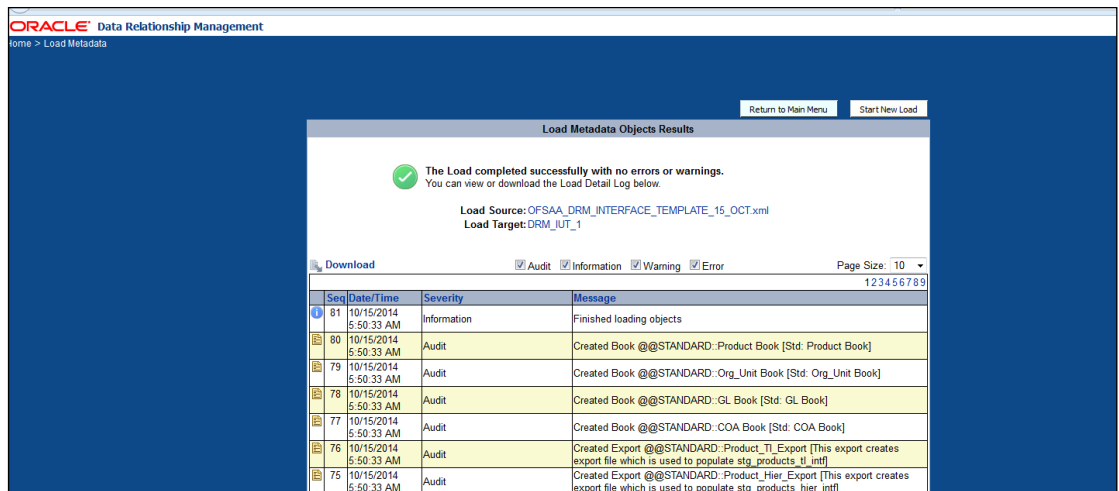 ORACLE Data Relationship Management
Home > Load Metadata
Return to Main Menu Start New Load
Load Metadata Objects Results
The Load completed successfully with no errors or warnings.
You can view or download the Load Detail Log below.
Load Source: OFSAA_DRM_INTERFACE_TEMPLATE_15_OCT.xml
Load Target: DRM_IUT_1
Download Audit Information Warning Error Page Size: 10
1 2 3 4 5 6 7 8 9
Seq Date/Time Severity Message
81 10/15/2014 Information Finished loading objects
5:50:33 AM
80 10/15/2014 Audit Created Book @@STANDARD::Product Book [Std: Product Book]
5:50:33 AM
79 10/15/2014 Audit Created Book @@STANDARD::Org_Unit Book [Std: Org_Unit Book]
5:50:33 AM
78 10/15/2014 Audit Created Book @@STANDARD::GL Book [Std: GL Book]
5:50:33 AM
77 10/15/2014 Audit Created Book @@STANDARD::COA Book [Std: COA Book]
5:50:33 AM
76 10/15/2014 Audit Created Export @@STANDARD::Product_Tl_Export [This export creates
5:50:33 AM export file which is used to populate stg_products_tl_intf]
75 10/15/2014 Audit Created Export @@STANDARD::Product_Hier_Export [This export creates
5:50:33 AM export file which is used to populate stg_products_hier_intf]